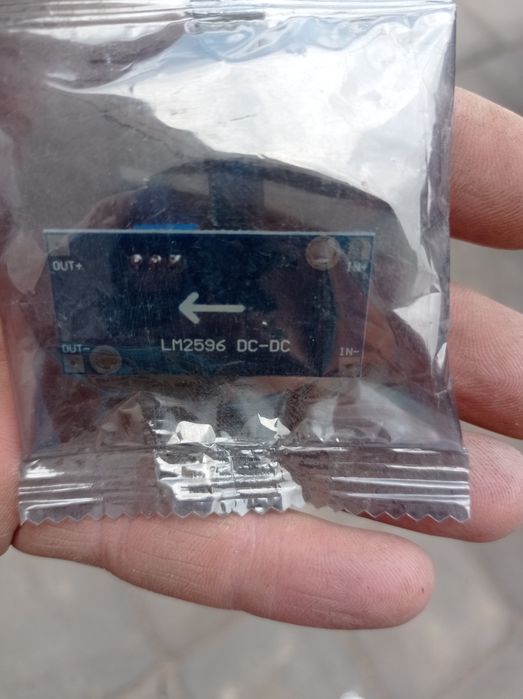 OUT+
IN+
LM2596 DC-DC
OUT-
IN-